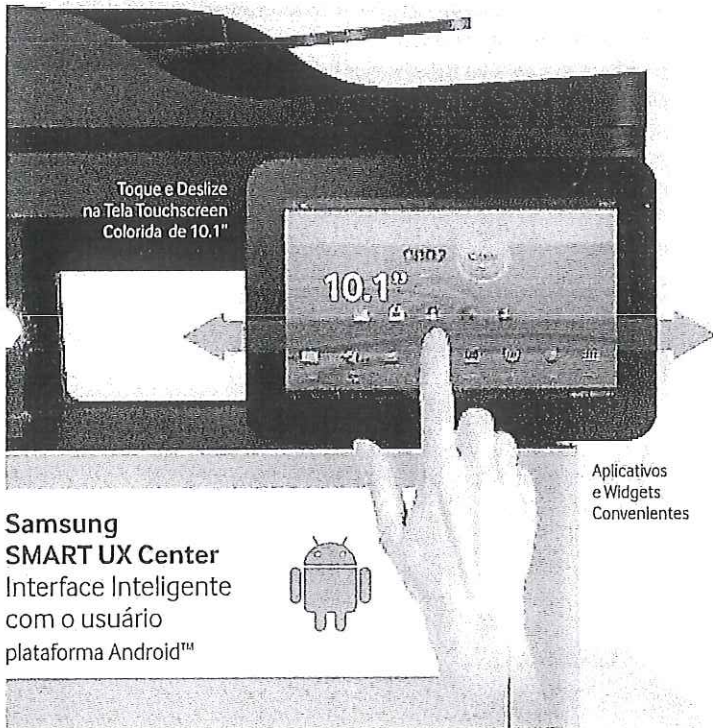 Toque e Deslize
na Tela Touchscreen
Colorida de 10.1"
10.1"
Aplicativos
e Widgets
Convenientes
Samsung
SMART UX Center
Interface Inteligente
com o usuário
plataforma Android™